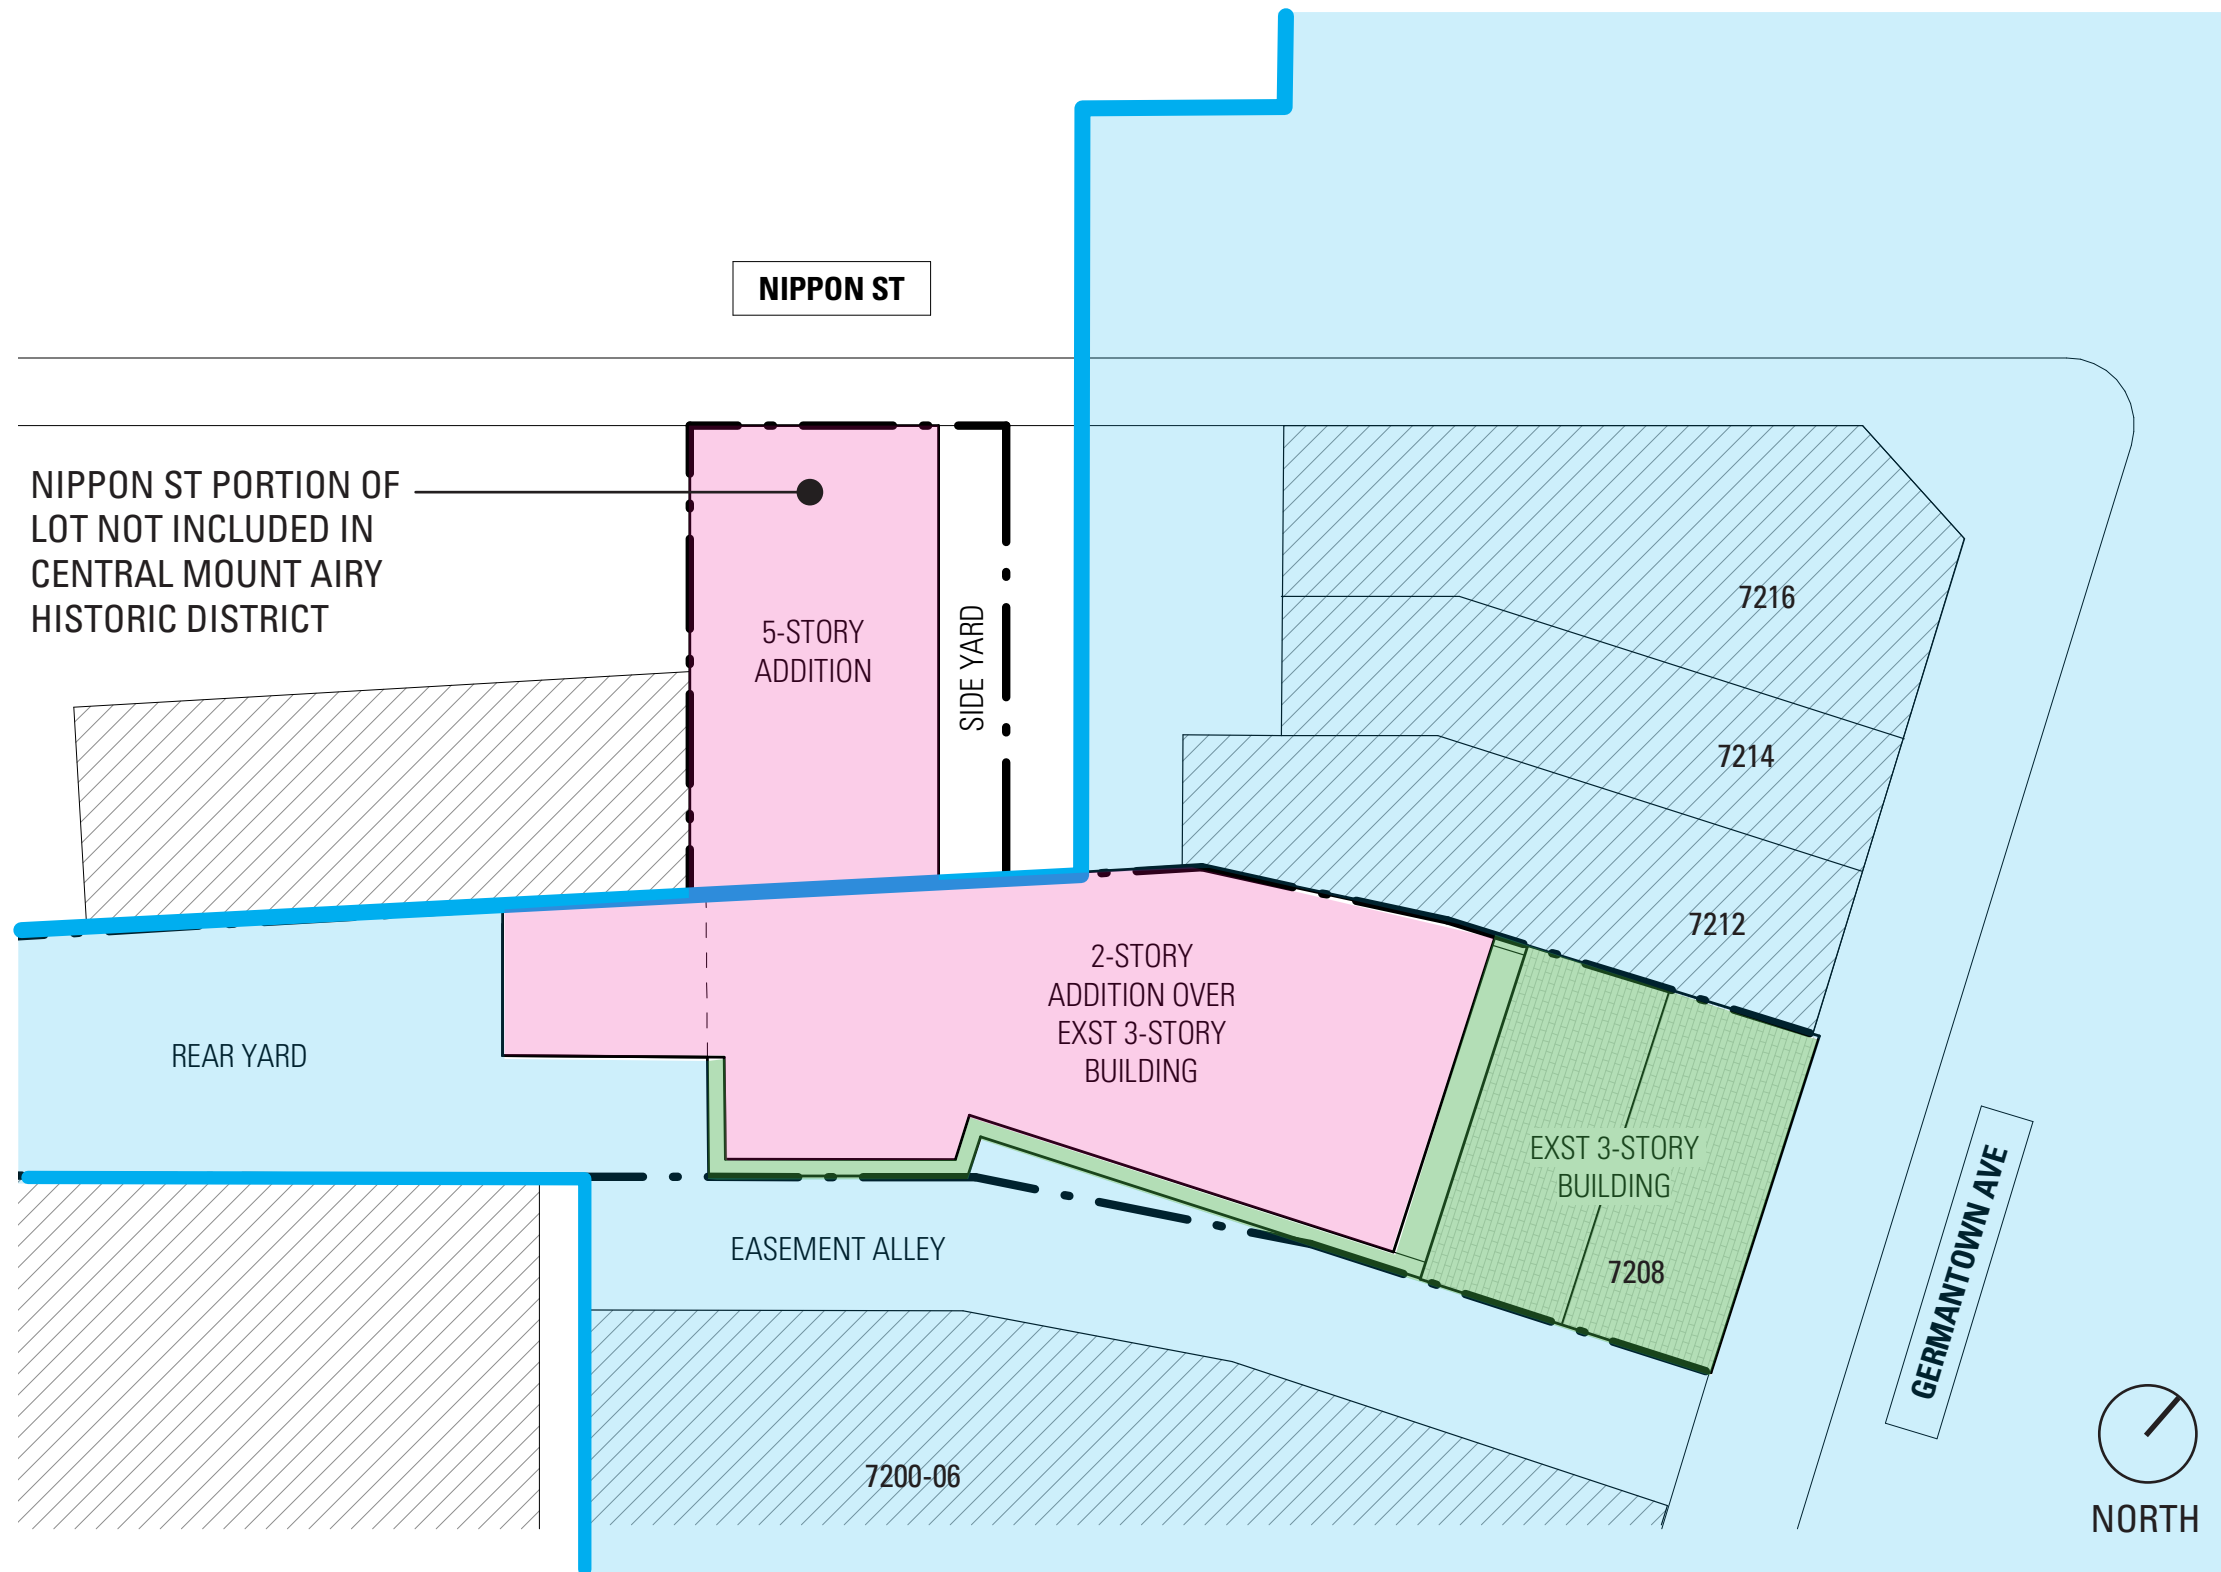 NIPPON ST
NIPPON ST PORTION OF
LOT NOT INCLUDED IN
CENTRAL MOUNT AIRY
HISTORIC DISTRICT
5-STORY
ADDITION
SIDE YARD
7216
7214
7212
2-STORY
ADDITION OVER
EXST 3-STORY
BUILDING
REAR YARD
EXST 3-STORY
BUILDING
7208
EASEMENT ALLEY
GERMANTOWN AVE
7200-06
NORTH